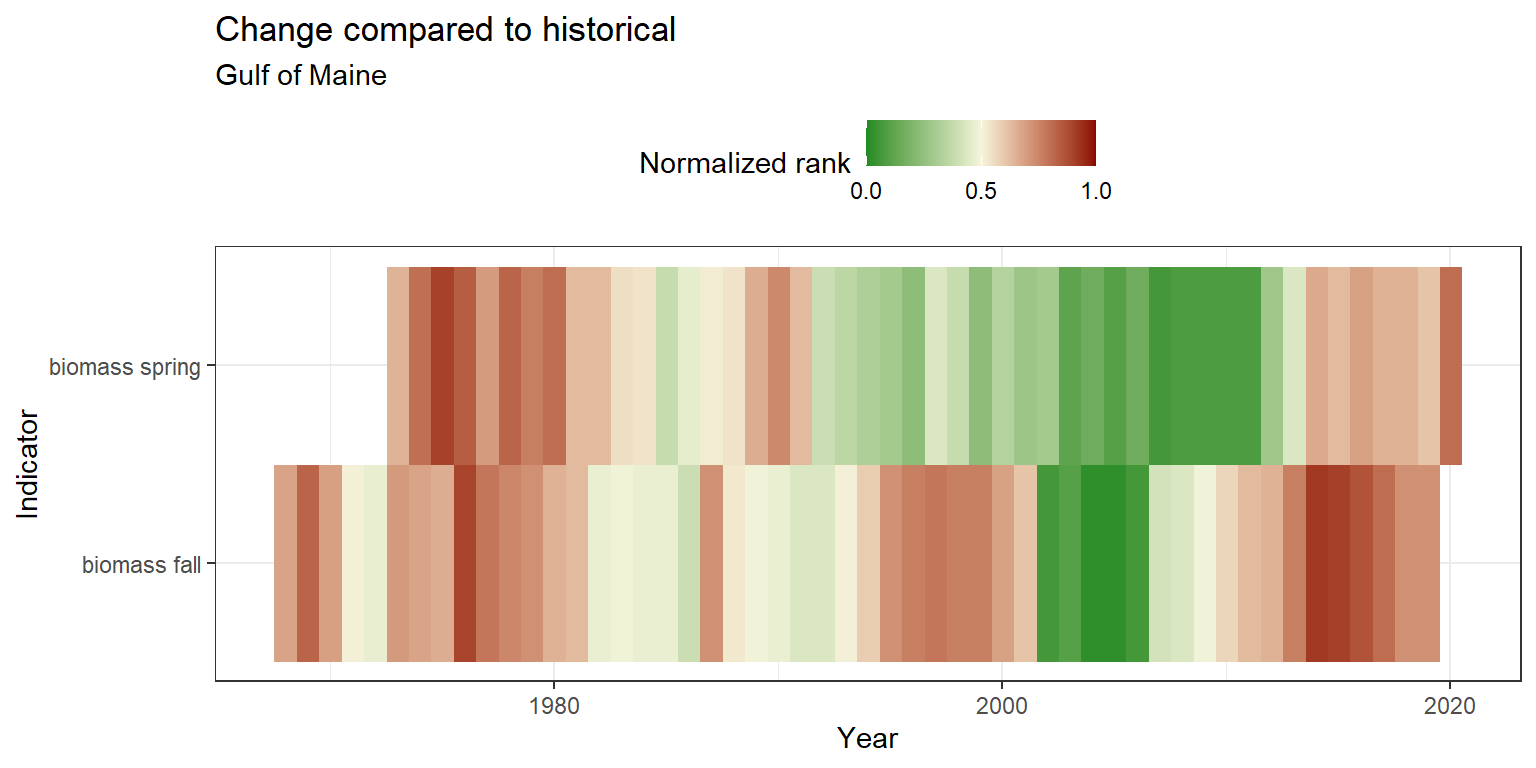 Change compared to historical
Gulf of Maine
Normalized rank
0.0 0.5 1.0
biomass spring
biomass fall
Indicator
1980 2000 2020
Year